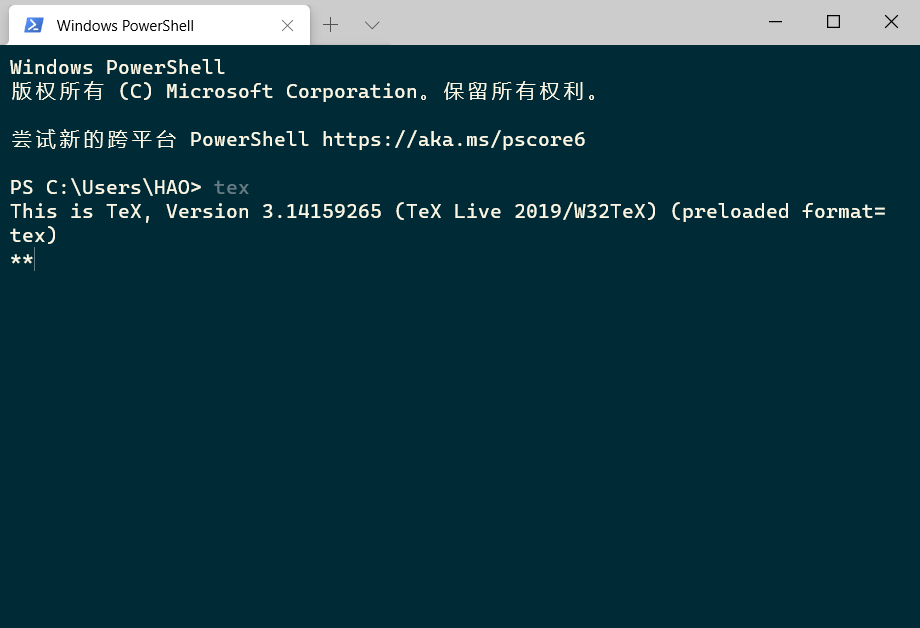 Windows PowerShell
Windows PowerShell
版权所有 (C) Microsoft Corporation。保留所有权利。
尝试新的跨平台 PowerShell https://aka.ms/pscore6
PS C:\Users\HAO> tex
This is TeX, Version 3.14159265 (TeX Live 2019/W32TeX) (preloaded format=
tex)
**